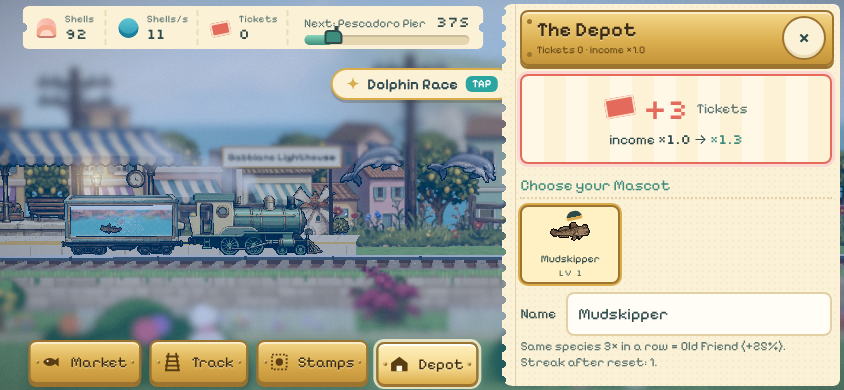 Shells
92
Shells/s
11
Tickets
0
Next: Pescadoro Pier 37S
Dolphin Race TAP
Gabbiano Lighthouse
Market
Track
Stamps
Depot
The Depot
Tickets 0 · income ×1.0
×
+3 Tickets
income ×1.0 → ×1.3
Choose your Mascot
Mudskipper
LV 1
Name Mudskipper
Same species 3× in a row = Old Friend (+28%).
Streak after reset: 1.